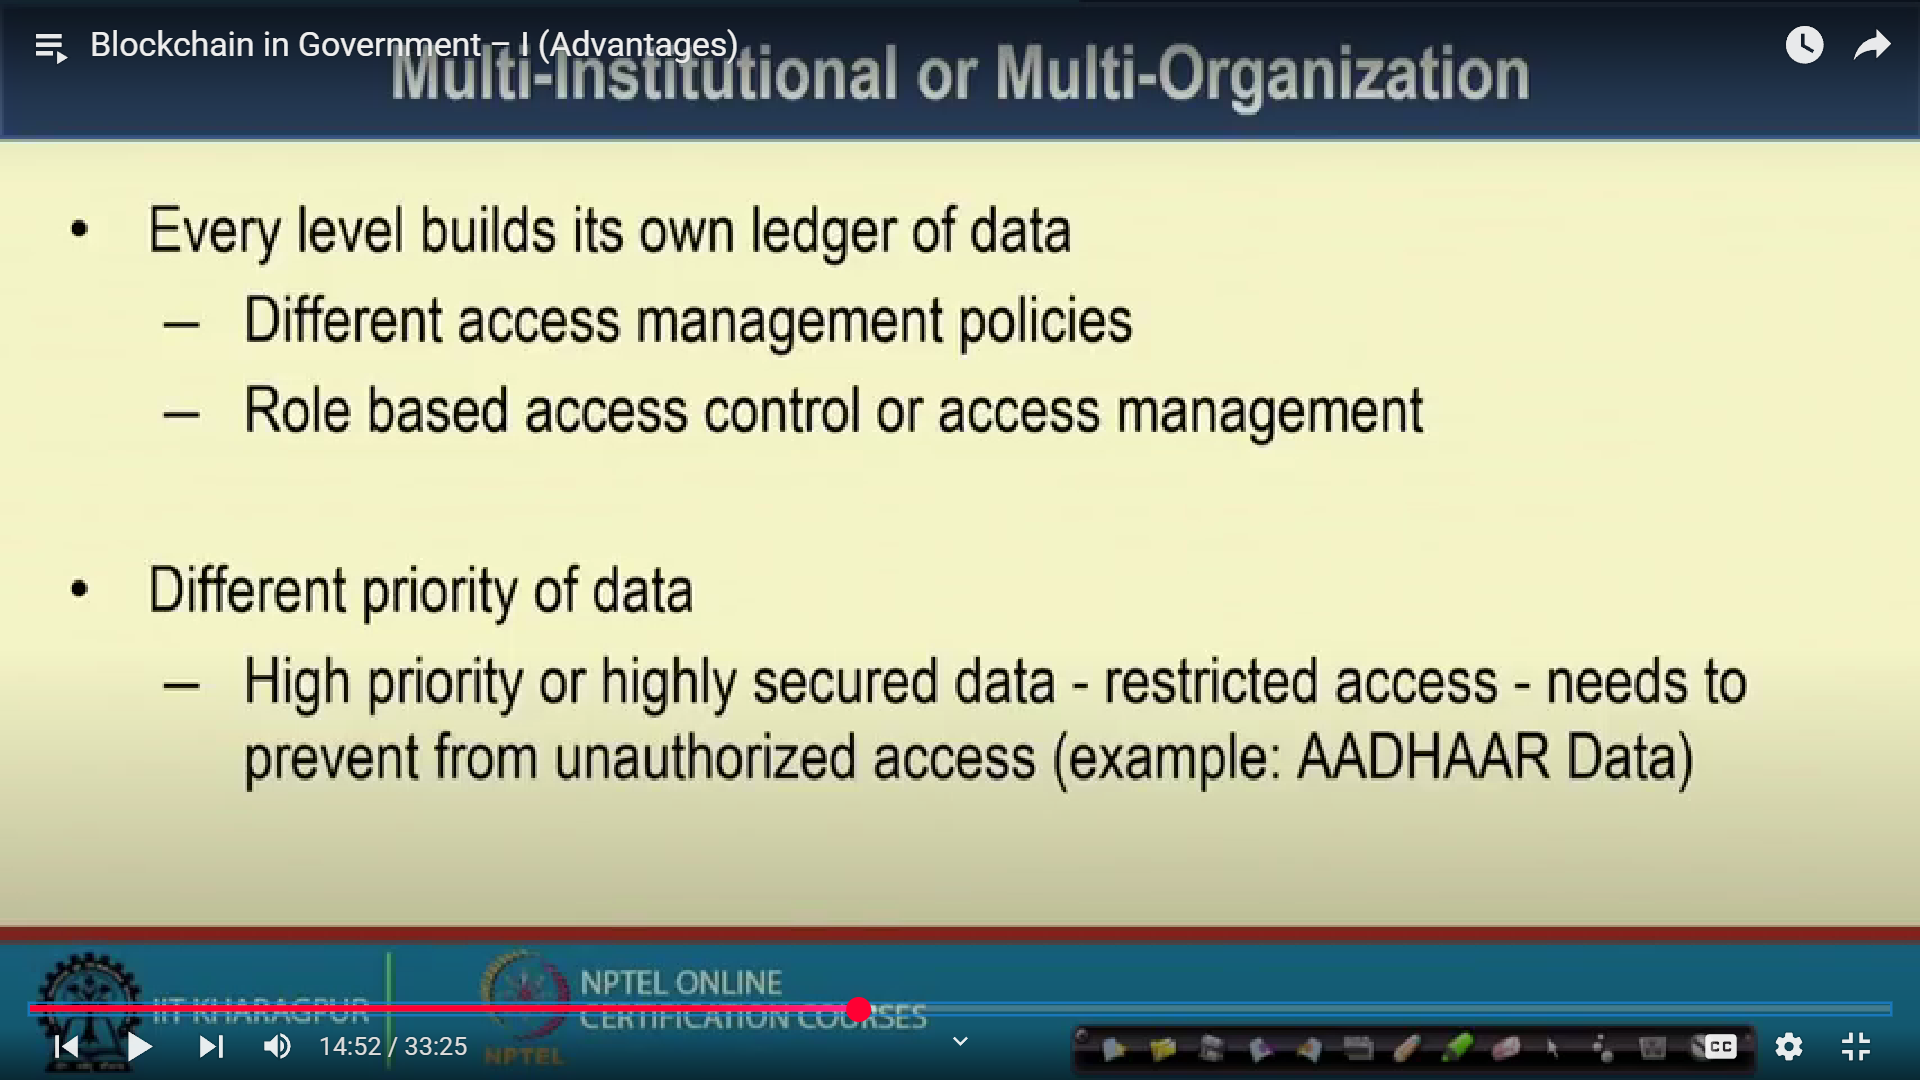 Blockchain in Government – I (Advantages)
Multi-Institutional or Multi-Organization
• Every level builds its own ledger of data
– Different access management policies
– Role based access control or access management
• Different priority of data
– High priority or highly secured data - restricted access - needs to
prevent from unauthorized access (example: AADHAAR Data)
IIT KHARAGPUR
NPTEL ONLINE
CERTIFICATION COURSES
NPTEL
14:52 / 33:25
CC